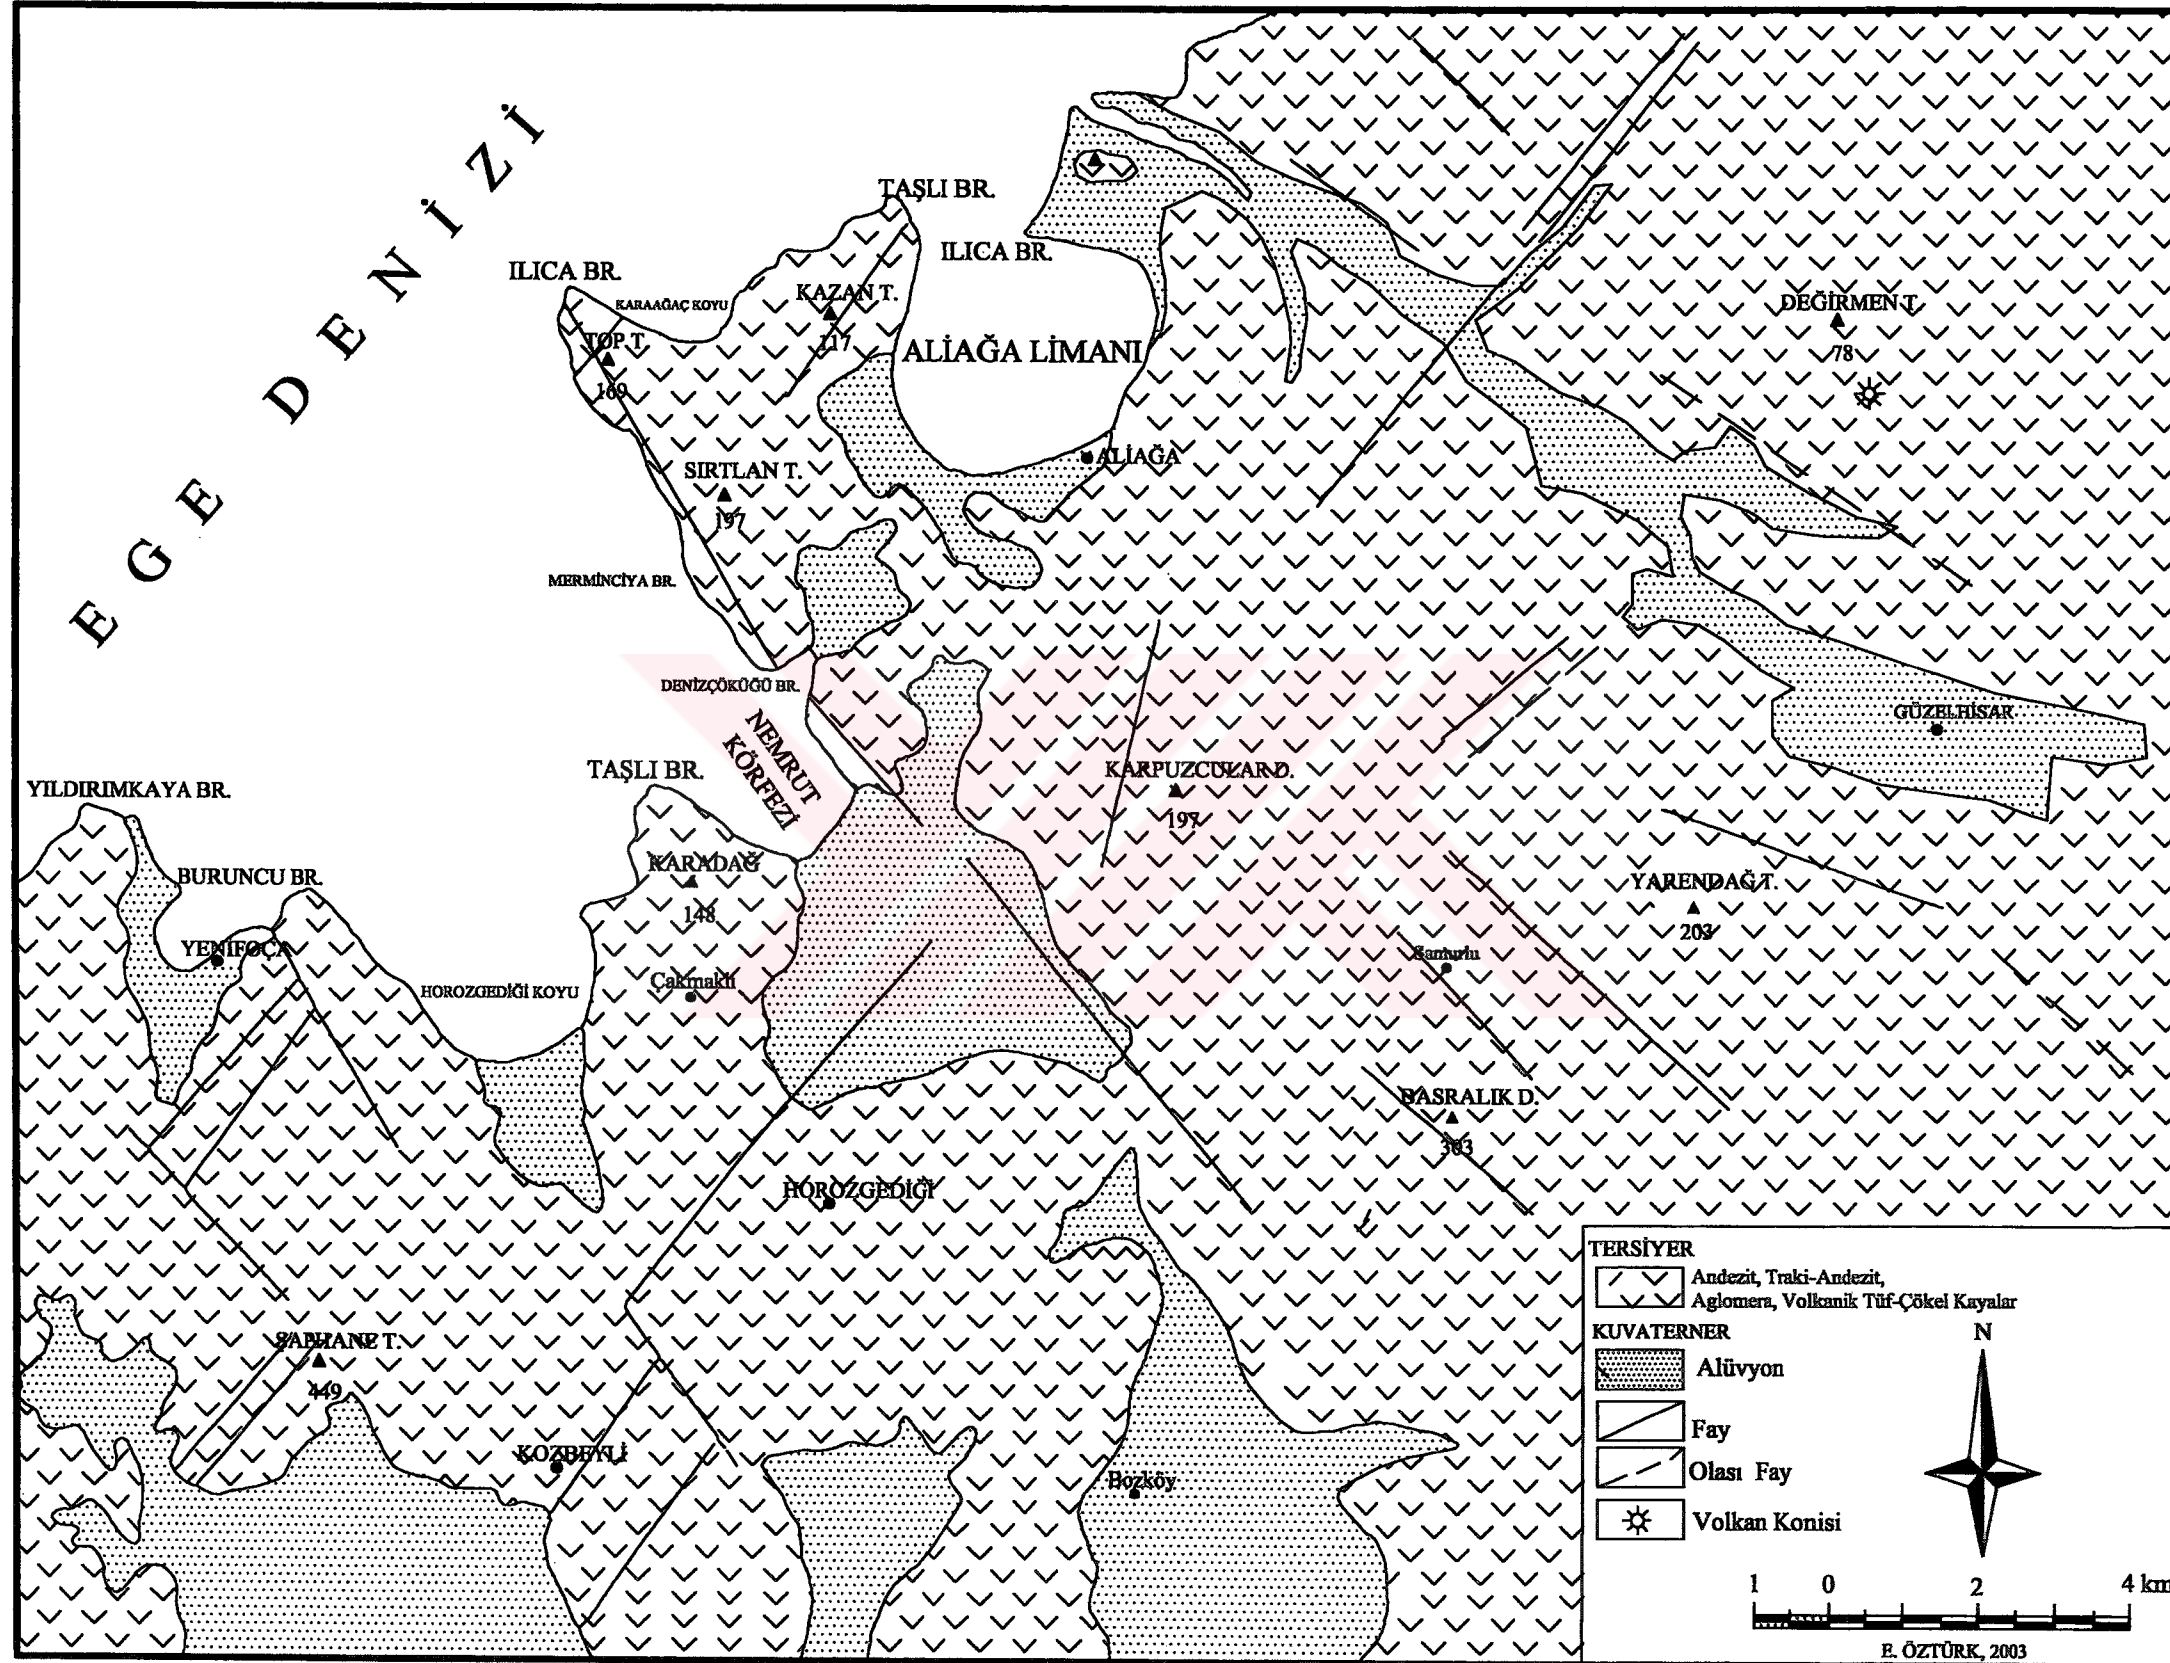 EGE DENİZİ
TAŞLI BR.
ILICA BR.
ILICA BR.
KARAAĞAÇ KOYU
KAZAN T.
117
TOP T.
169
ALİAĞA LİMANI
DEĞİRMEN T.
78
ALİAĞA
SIRTLAN T.
197
MERMİNCİYA BR.
DENİZÇÖKÜĞÜ BR.
NEMRUT
KÖRFEZİ
GÜZELHİSAR
TAŞLI BR.
KARPUZCULAR D.
197
YILDIRIMKAYA BR.
KARADAĞ
148
BURUNCU BR.
YARENDAĞ T.
203
YENİFOÇA
Samurlu
Çakmaklı
HOROZGEDİĞİ KOYU
BASRALIK D.
303
HOROZGEDİĞİ
ŞAPHANE T.
449
KOZBEYLİ
Bozköy
TERSİYER
Andezit, Traki-Andezit,
Aglomera, Volkanik Tüf-Çökel Kayalar
KUVATERNER
Alüvyon
Fay
Olası Fay
Volkan Konisi
N
1 0 2 4 km
E. ÖZTÜRK, 2003